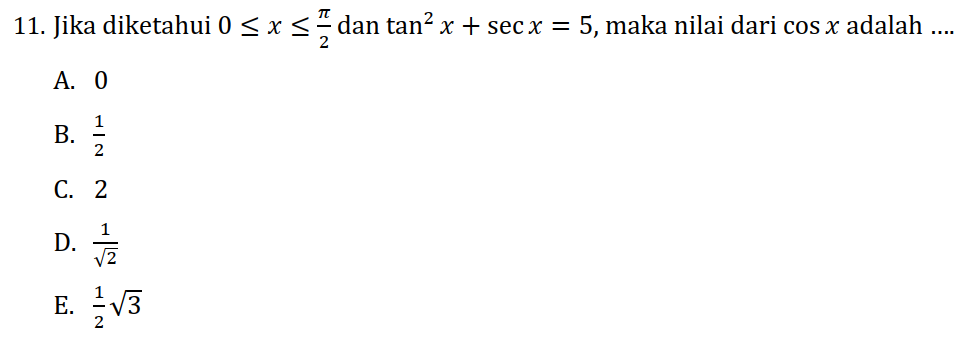 11. Jika diketahui 0 ≤ x ≤ π/2 dan tan² x + sec x = 5, maka nilai dari cos x adalah ....
A. 0
B. 1/2
C. 2
D. 1/√2
E. 1/2 √3